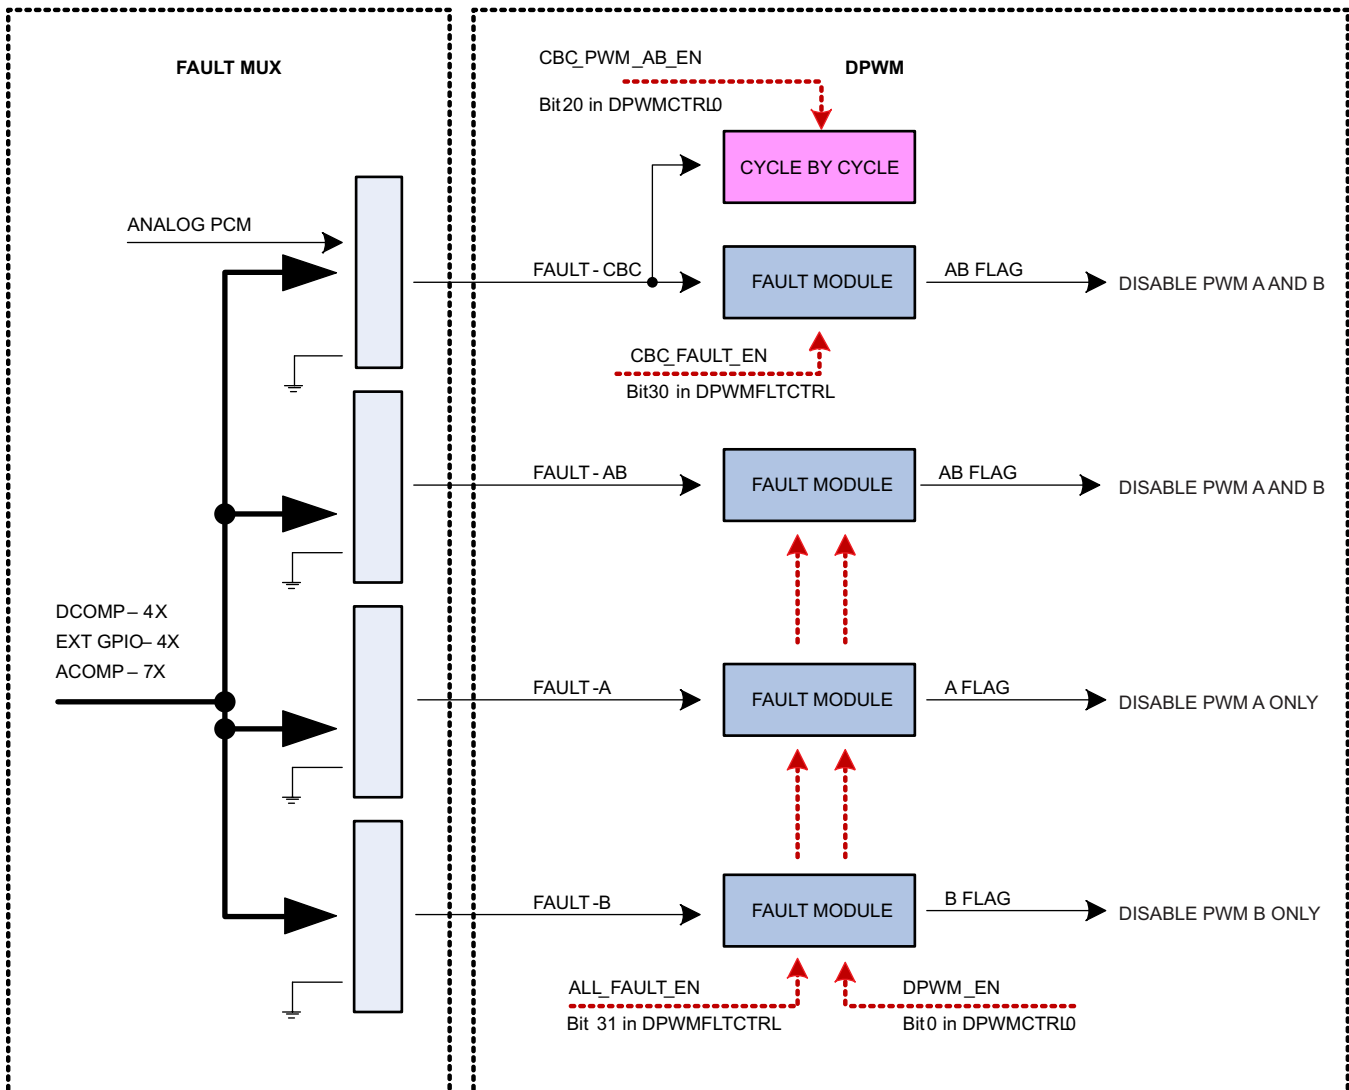 FAULT MUX
CBC_PWM_AB_EN
DPWM
Bit20 in DPWMCTRL0
CYCLE BY CYCLE
ANALOG PCM
FAULT - CBC
FAULT MODULE
AB FLAG
DISABLE PWM A AND B
CBC_FAULT_EN
Bit30 in DPWMFLTCTRL
FAULT - AB
FAULT MODULE
AB FLAG
DISABLE PWM A AND B
DCOMP – 4X
EXT GPIO – 4X
ACOMP – 7X
FAULT -A
FAULT MODULE
A FLAG
DISABLE PWM A ONLY
FAULT -B
FAULT MODULE
B FLAG
DISABLE PWM B ONLY
ALL_FAULT_EN
Bit 31 in DPWMFLTCTRL
DPWM_EN
Bit0 in DPWMCTRL0